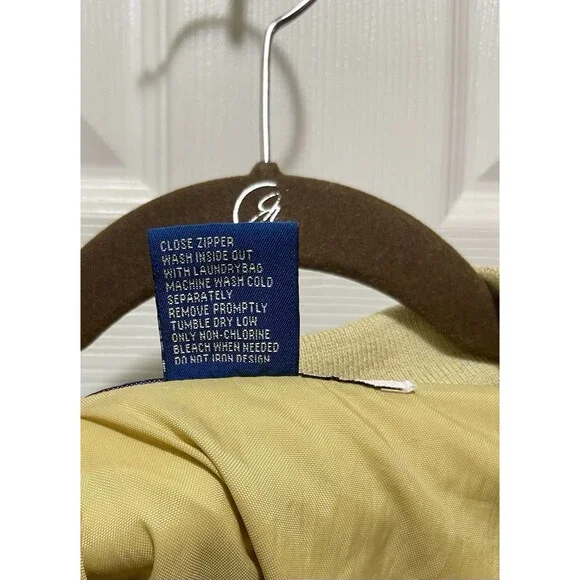 CLOSE ZIPPER
WASH INSIDE OUT
WITH LAUNDRYBAG
MACHINE WASH COLD
SEPARATELY
REMOVE PROMPTLY
TUMBLE DRY LOW
ONLY NON-CHLORINE
BLEACH WHEN NEEDED
DO NOT IRON DESIGN